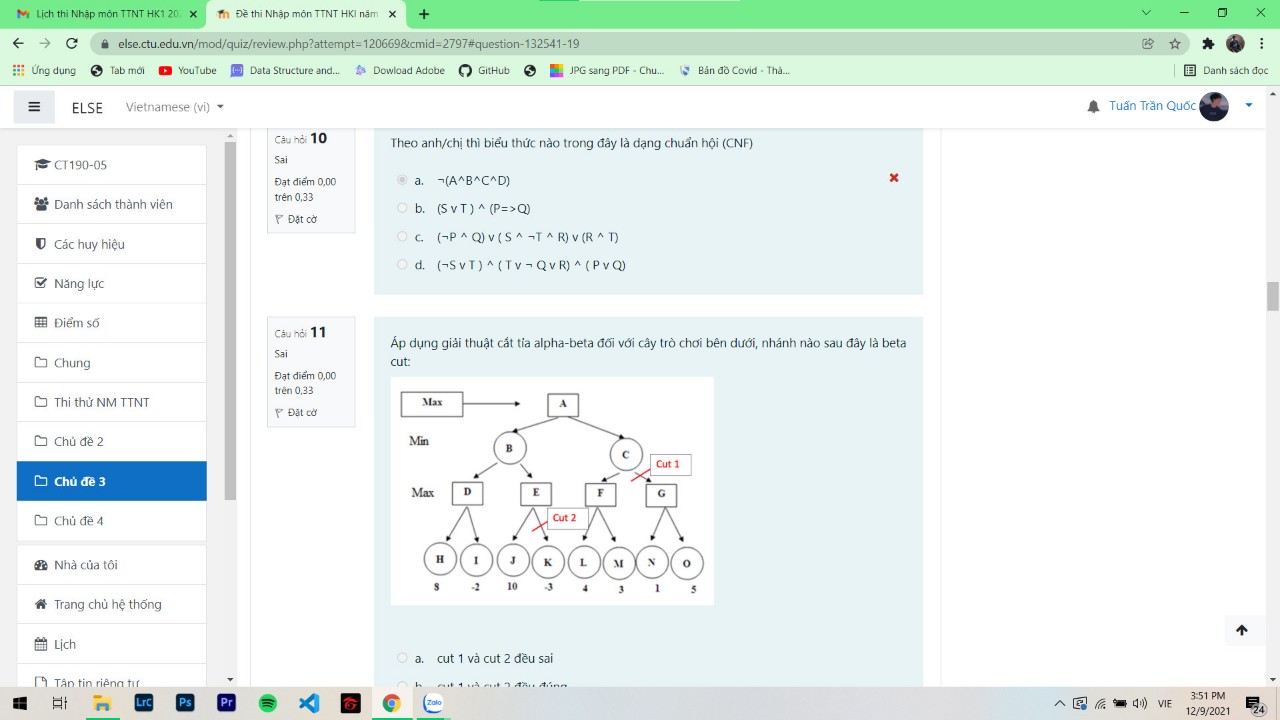 Lịch thi Nhập môn TTNT HK1 202
Đề thi Nhập môn TTNT HKI năm
else.ctu.edu.vn/mod/quiz/review.php?attempt=120669&cmid=2797#question-132541-19
Ứng dụng
Tab mới
YouTube
Data Structure and...
Dowload Adobe
GitHub
JPG sang PDF - Chu...
Bản đồ Covid - Thả...
Danh sách đọc
ELSE
Vietnamese (vi)
Tuấn Trần Quốc
CT190-05
Danh sách thành viên
Các huy hiệu
Năng lực
Điểm số
Chung
Thi thử NM TTNT
Chủ đề 2
Chủ đề 3
Chủ đề 4
Nhà của tôi
Trang chủ hệ thống
Lịch
Tập tin riêng tư
Câu hỏi 10
Sai
Đạt điểm 0,00
trên 0,33
Đặt cờ
Theo anh/chị thì biểu thức nào trong đây là dạng chuẩn hội (CNF)
a. ¬(A^B^C^D)
b. (S v T ) ^ (P=>Q)
c. (¬P ^ Q) v ( S ^ ¬T ^ R) v (R ^ T)
d. (¬S v T ) ^ ( T v ¬ Q v R) ^ ( P v Q)
Câu hỏi 11
Sai
Đạt điểm 0,00
trên 0,33
Đặt cờ
Áp dụng giải thuật cắt tỉa alpha-beta đối với cây trò chơi bên dưới, nhánh nào sau đây là beta
cut:
Max
A
Min
B
C
Cut 1
Max
D
E
F
G
Cut 2
H
I
J
K
L
M
N
O
8
-2
10
-3
4
3
1
5
a. cut 1 và cut 2 đều sai
b. cut 1 và cut 2 đều đúng
LrC
Ps
Pr
Zalo
VIE
3:51 PM
12/9/2021
24